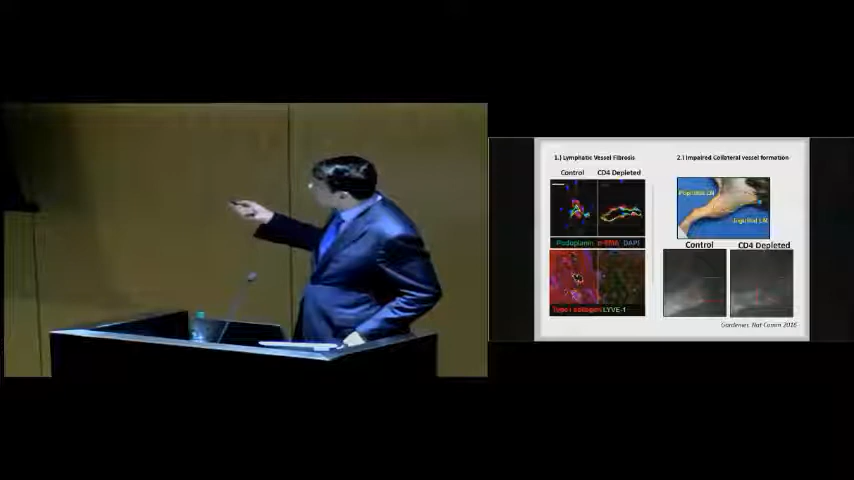 1.) Lymphatic Vessel Fibrosis
Control CD4 Depleted
Podoplanin α-SMA DAPI
Type I collagen LYVE-1
2.) Impaired Collateral vessel formation
Popliteal LN
Inguinal LN
Control CD4 Depleted
Gardenier, Nat Comm 2016